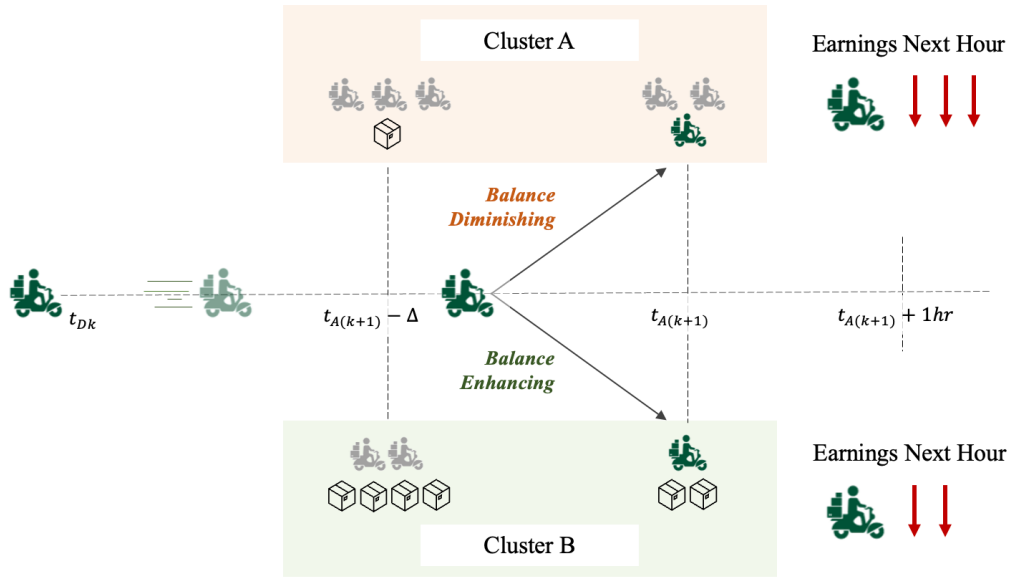 Cluster A
Earnings Next Hour
Balance
Diminishing
t_{Dk}
t_{A(k+1)} − Δ
t_{A(k+1)}
t_{A(k+1)} + 1hr
Balance
Enhancing
Earnings Next Hour
Cluster B